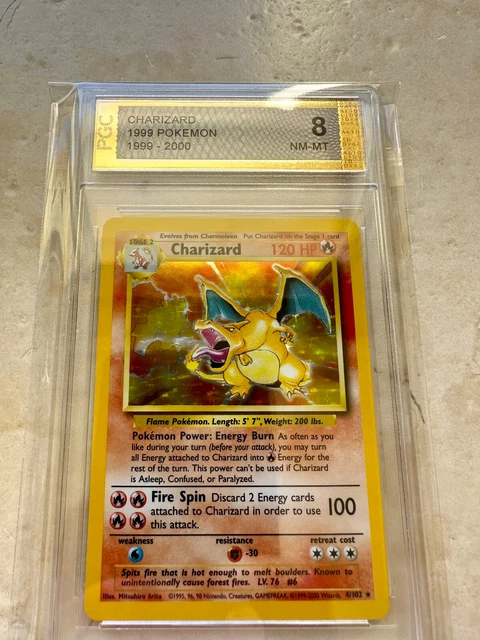 PGC
CHARIZARD
1999 POKEMON
1999 - 2000
8
NM-MT
Evolves from Charmeleon Put Charizard on the Stage 1 card
STAGE 2
Charizard 120 HP
Flame Pokémon. Length: 5' 7", Weight: 200 lbs.
Pokémon Power: Energy Burn As often as you
like during your turn (before your attack), you may turn
all Energy attached to Charizard into Energy for
the rest of the turn. This power can't be used if Charizard
is Asleep, Confused, or Paralyzed.
Fire Spin Discard 2 Energy cards
attached to Charizard in order to use 100
this attack.
weakness resistance retreat cost
-30
Spits fire that is hot enough to melt boulders. Known to
unintentionally cause forest fires. LV. 76 #6
Illus. Mitsuhiro Arita ©1995, 96, 98 Nintendo, Creatures, GAMEFREAK. ©1999-2000 Wizards. 4/102 ★